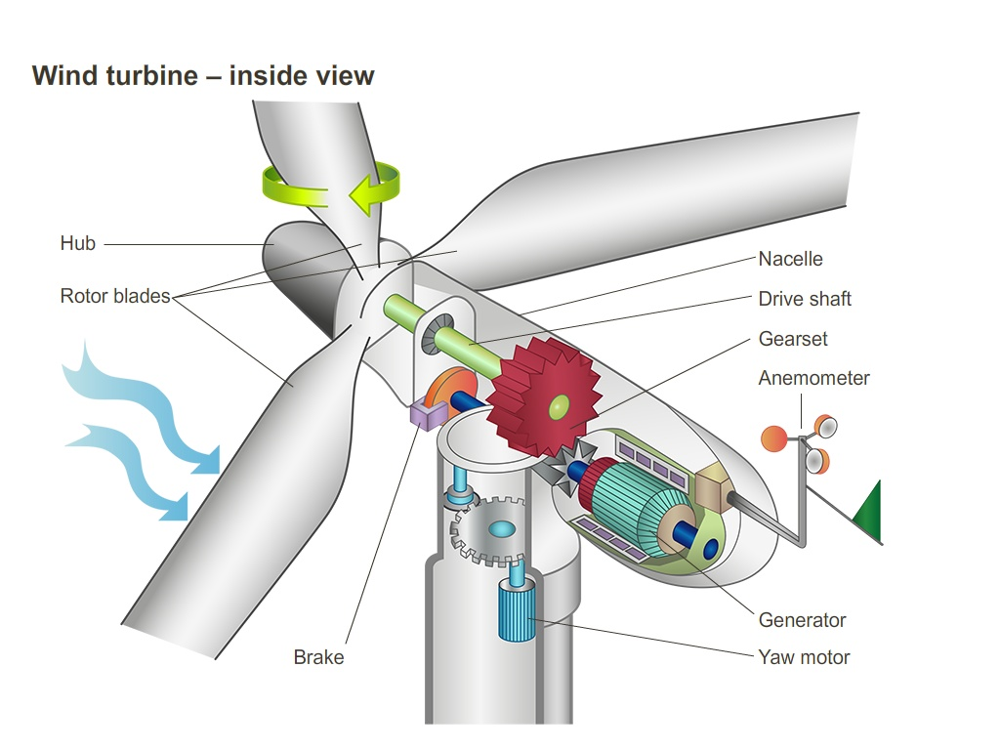 Wind turbine – inside view
Hub
Rotor blades
Nacelle
Drive shaft
Gearset
Anemometer
Generator
Yaw motor
Brake